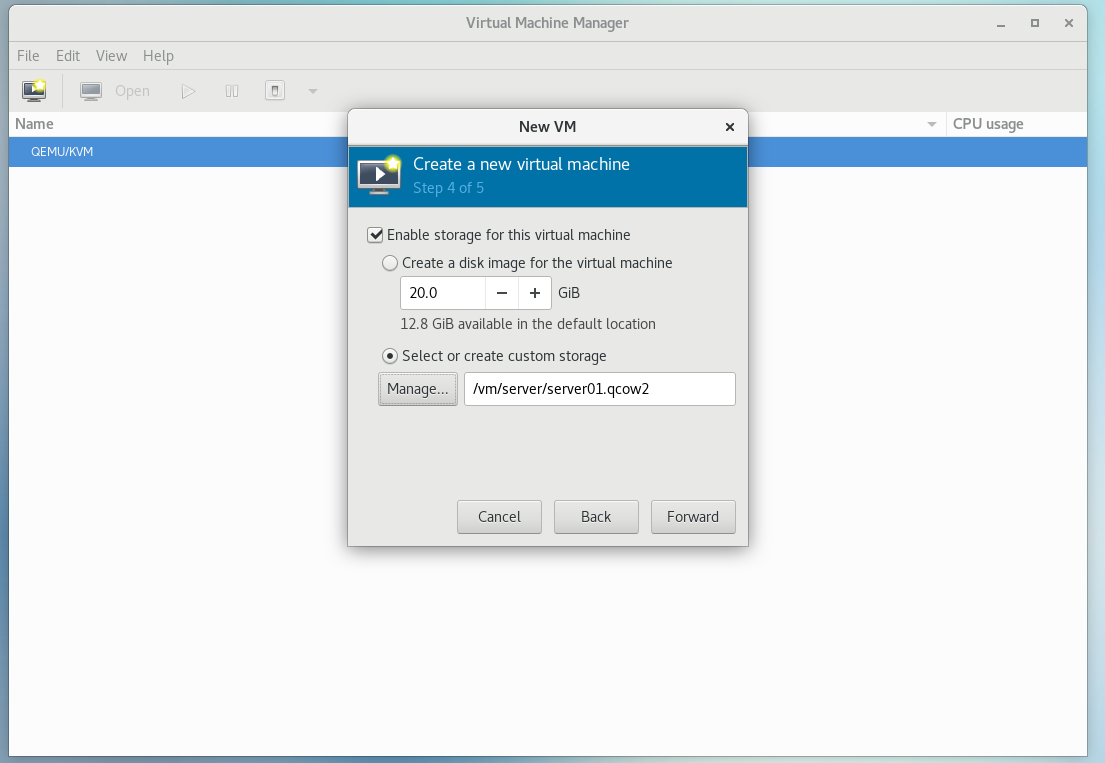 Virtual Machine Manager
File Edit View Help
Open
Name CPU usage
QEMU/KVM
New VM
Create a new virtual machine
Step 4 of 5
Enable storage for this virtual machine
Create a disk image for the virtual machine
20.0 − + GiB
12.8 GiB available in the default location
Select or create custom storage
Manage... /vm/server/server01.qcow2
Cancel Back Forward